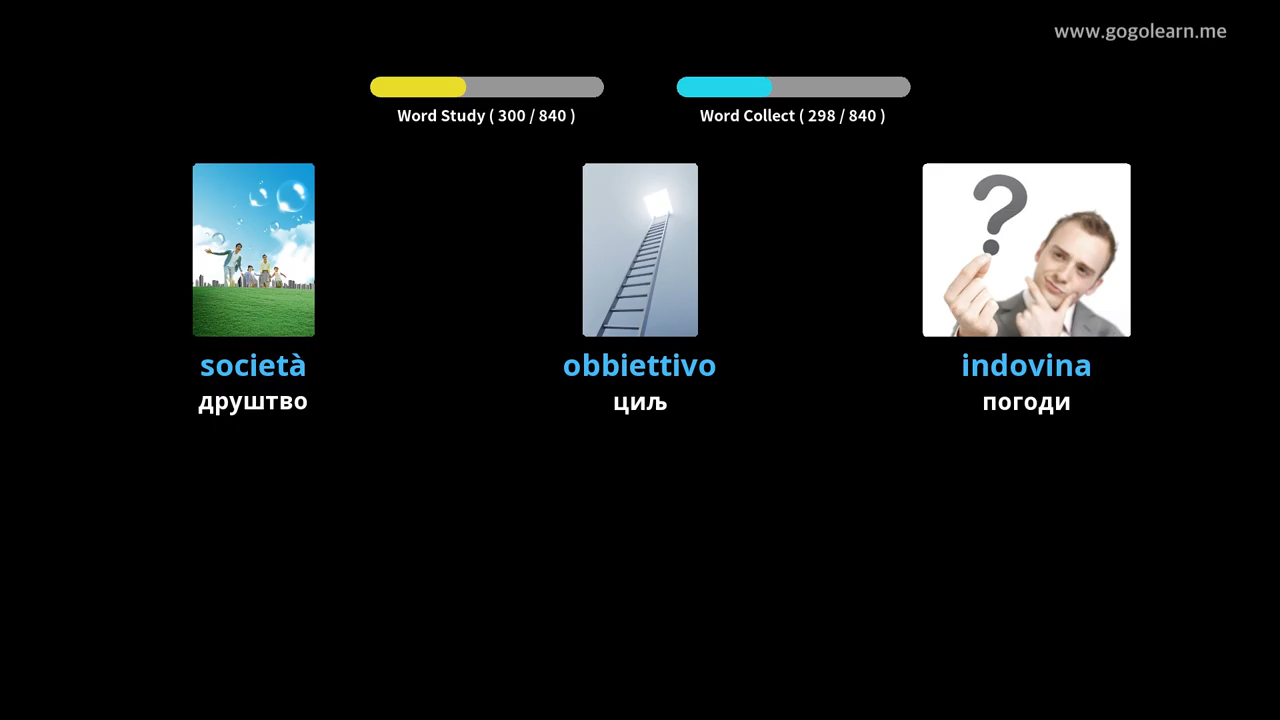 www.gogolearn.me
Word Study ( 300 / 840 )
Word Collect ( 298 / 840 )
società
друштво
obbiettivo
циљ
indovina
погоди